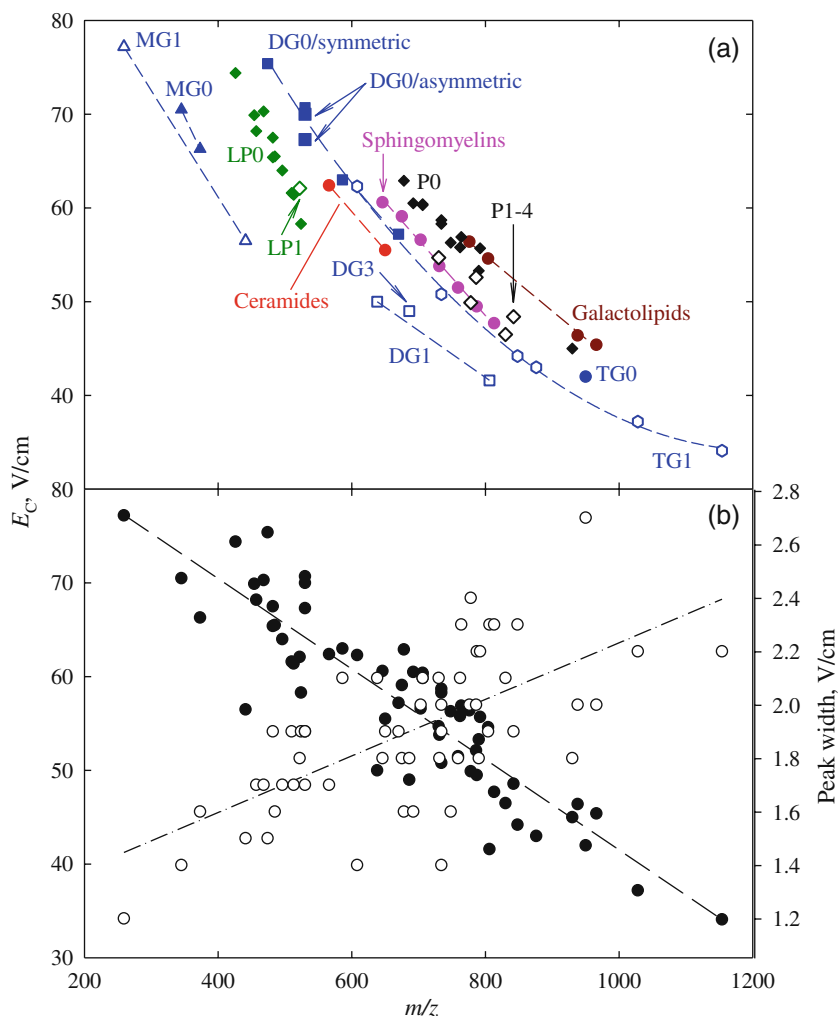 80
70
60
50
40
80
70
60
50
40
30
E_C, V/cm
(a)
MG1
MG0
DG0/symmetric
DG0/asymmetric
LP0
Sphingomyelins
P0
LP1
P1-4
Ceramides
DG3
Galactolipids
DG1
TG0
TG1
(b)
2.8
2.6
2.4
2.2
2.0
1.8
1.6
1.4
1.2
Peak width, V/cm
200 400 600 800 1000 1200
m/z